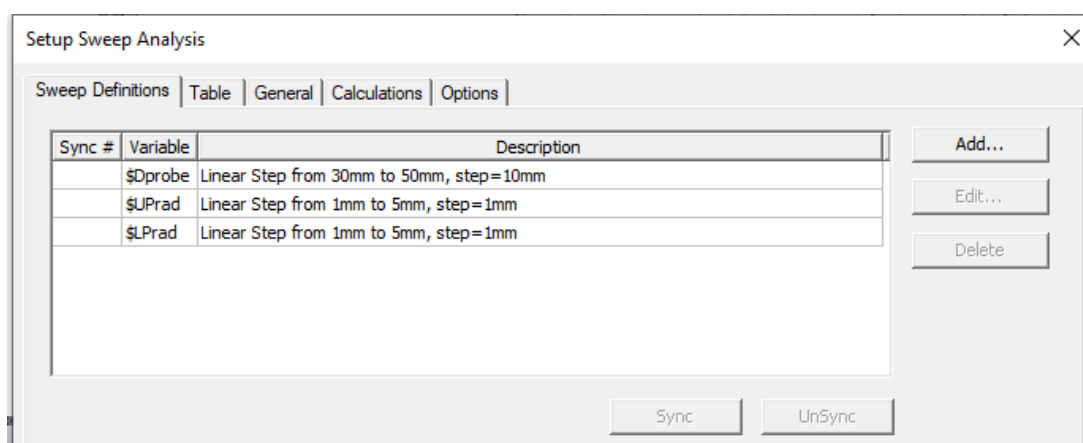 Setup Sweep Analysis
Sweep Definitions Table General Calculations Options
Sync # Variable Description
$Dprobe Linear Step from 30mm to 50mm, step=10mm
$UPrad Linear Step from 1mm to 5mm, step=1mm
$LPrad Linear Step from 1mm to 5mm, step=1mm
Add...
Edit...
Delete
Sync UnSync